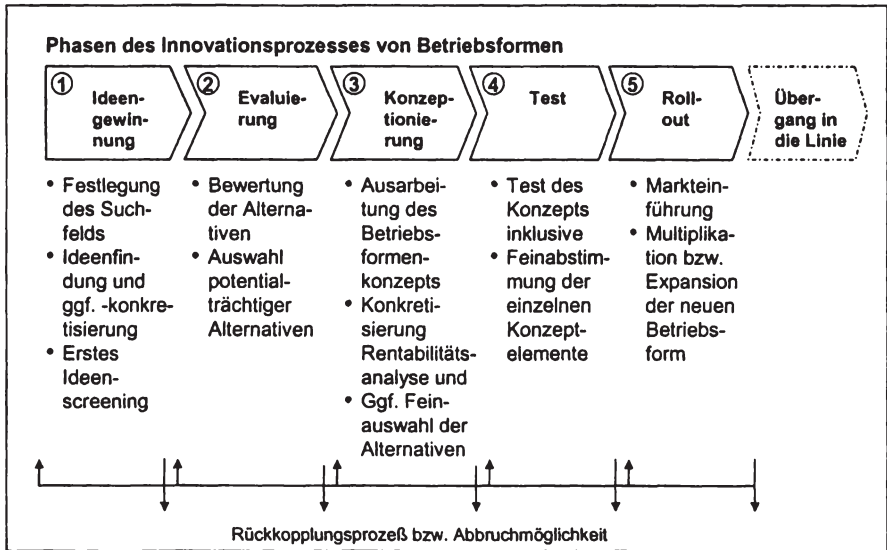 Phasen des Innovationsprozesses von Betriebsformen
① Ideen-
gewin-
nung
② Evaluie-
rung
③ Konzep-
tionie-
rung
④ Test
⑤ Roll-
out
Über-
gang in
die Linie
• Festlegung
des Such-
felds
• Ideenfin-
dung und
ggf. -konkre-
tisierung
• Erstes
Ideen-
screening
• Bewertung
der Alterna-
tiven
• Auswahl
potential-
trächtiger
Alternativen
• Ausarbei-
tung des
Betriebs-
formen-
konzepts
• Konkreti-
sierung
Rentabilitäts-
analyse und
• Ggf. Fein-
auswahl der
Alternativen
• Test des
Konzepts
inklusive
• Feinabstim-
mung der
einzelnen
Konzept-
elemente
• Marktein-
führung
• Multiplika-
tion bzw.
Expansion
der neuen
Betriebs-
form
Rückkopplungsprozeß bzw. Abbruchmöglichkeit